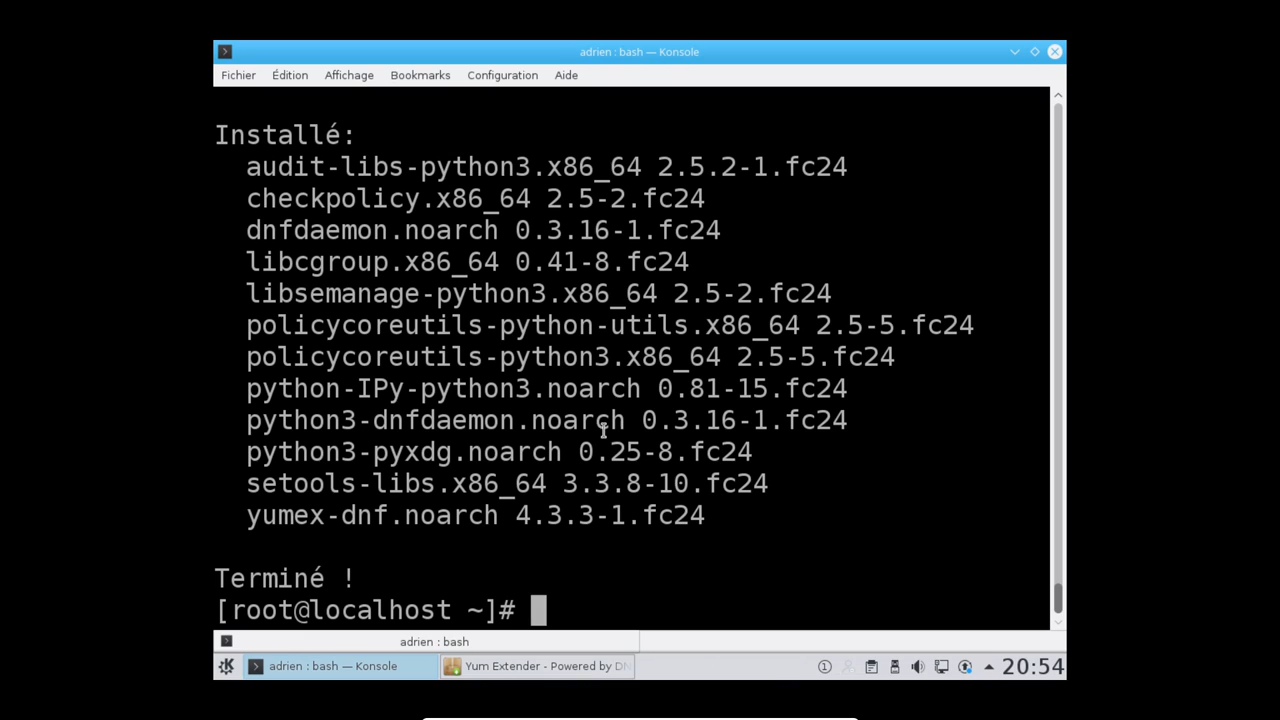 adrien : bash — Konsole
Fichier Édition Affichage Bookmarks Configuration Aide
Installé:
audit-libs-python3.x86_64 2.5.2-1.fc24
checkpolicy.x86_64 2.5-2.fc24
dnfdaemon.noarch 0.3.16-1.fc24
libcgroup.x86_64 0.41-8.fc24
libsemanage-python3.x86_64 2.5-2.fc24
policycoreutils-python-utils.x86_64 2.5-5.fc24
policycoreutils-python3.x86_64 2.5-5.fc24
python-IPy-python3.noarch 0.81-15.fc24
python3-dnfdaemon.noarch 0.3.16-1.fc24
python3-pyxdg.noarch 0.25-8.fc24
setools-libs.x86_64 3.3.8-10.fc24
yumex-dnf.noarch 4.3.3-1.fc24
Terminé !
[root@localhost ~]#
adrien : bash
adrien : bash — Konsole Yum Extender - Powered by DN 1 20:54